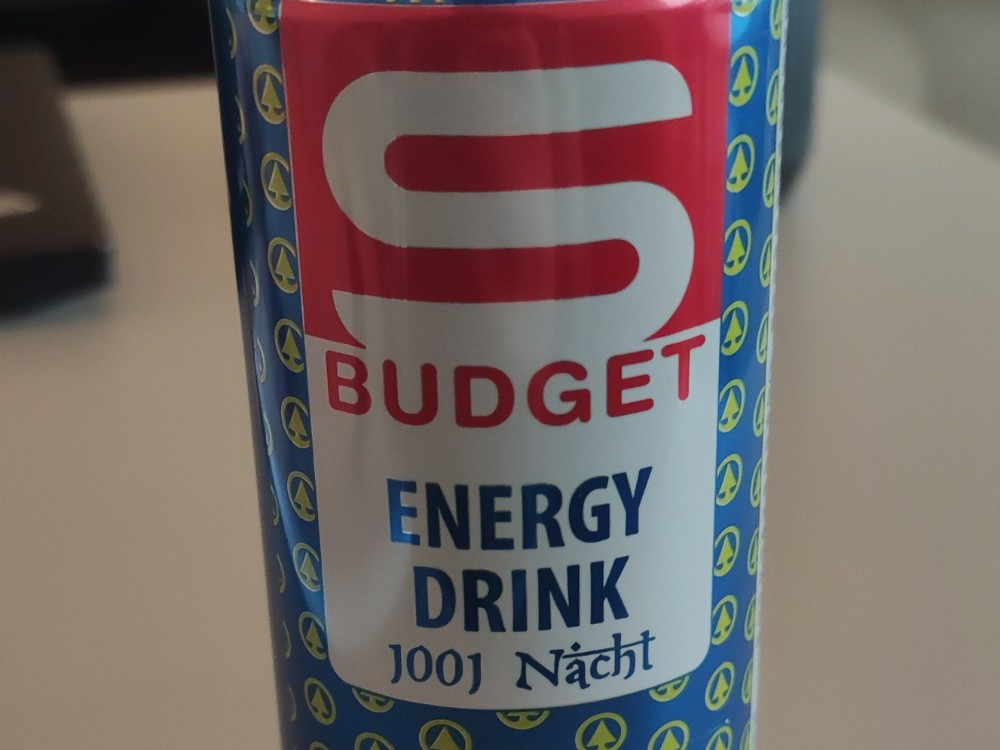 S
BUDGET
ENERGY
DRINK
1001 Nacht